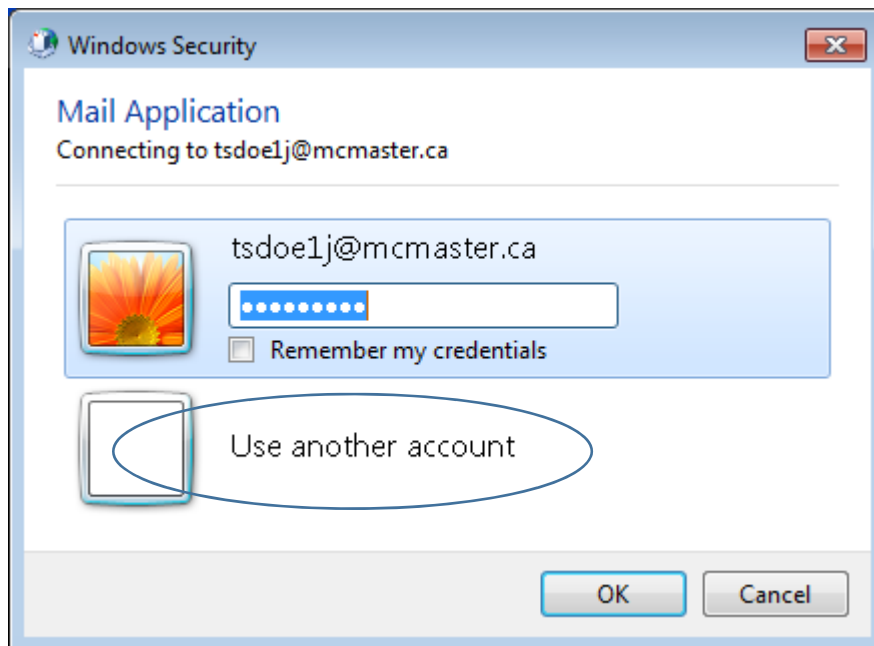 Windows Security
Mail Application
Connecting to tsdoe1j@mcmaster.ca
tsdoe1j@mcmaster.ca
•••••••••
Remember my credentials
Use another account
OK
Cancel